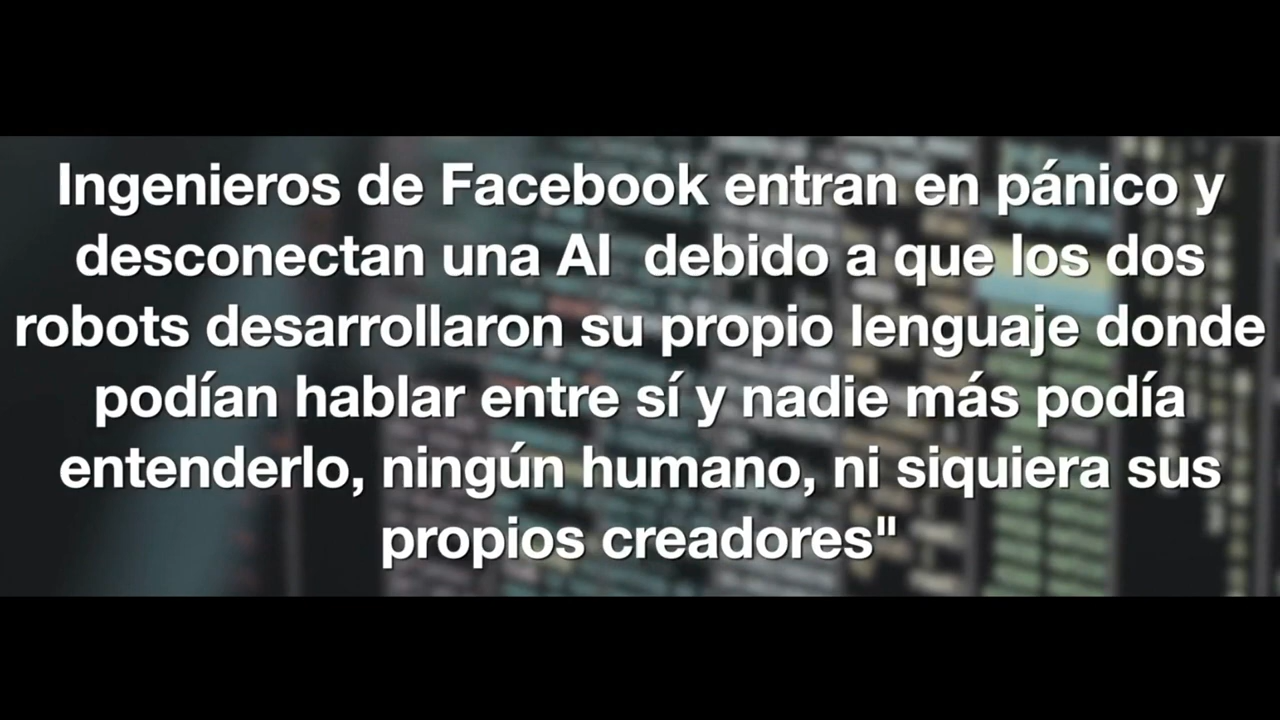 Ingenieros de Facebook entran en pánico y
desconectan una AI  debido a que los dos
robots desarrollaron su propio lenguaje donde
podían hablar entre sí y nadie más podía
entenderlo, ningún humano, ni siquiera sus
propios creadores"